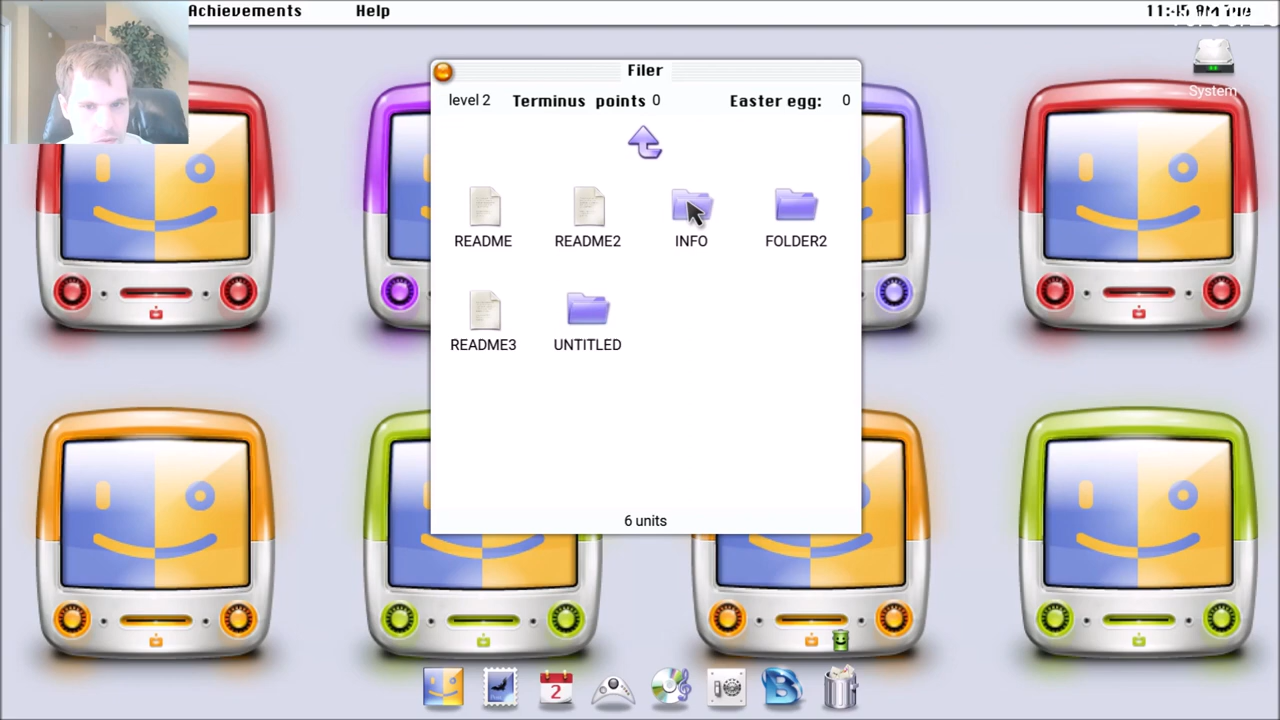 Achievements Help
Filer
level 2 Terminus points 0 Easter egg: 0
System
README README2 INFO FOLDER2
README3 UNTITLED
6 units
2